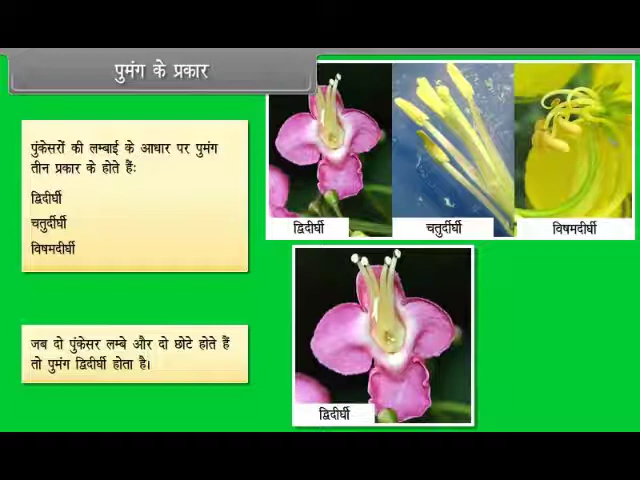 पुमंग के प्रकार
पुंकेसरों की लम्बाई के आधार पर पुमंग
तीन प्रकार के होते हैं:
द्विदीर्घी
चतुर्दीर्घी
विषमदीर्घी
द्विदीर्घी
चतुर्दीर्घी
विषमदीर्घी
जब दो पुंकेसर लम्बे और दो छोटे होते हैं
तो पुमंग द्विदीर्घी होता है।
द्विदीर्घी